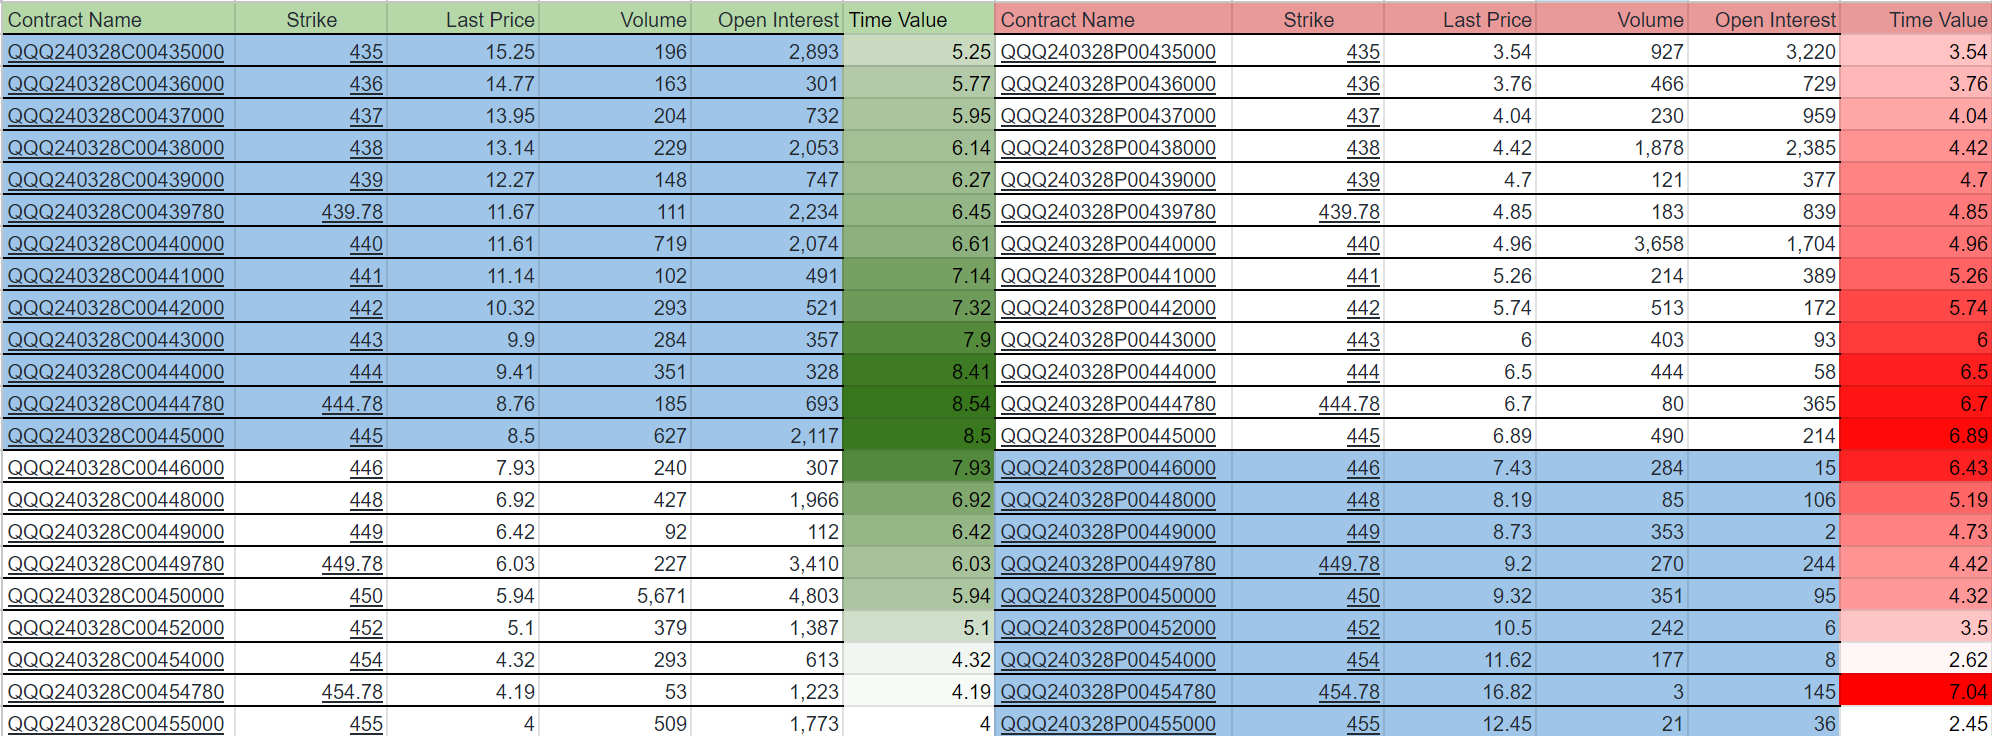 Contract Name Strike Last Price Volume Open Interest Time Value Contract Name Strike Last Price Volume Open Interest Time Value
QQQ240328C00435000 435 15.25 196 2,893 5.25 QQQ240328P00435000 435 3.54 927 3,220 3.54
QQQ240328C00436000 436 14.77 163 301 5.77 QQQ240328P00436000 436 3.76 466 729 3.76
QQQ240328C00437000 437 13.95 204 732 5.95 QQQ240328P00437000 437 4.04 230 959 4.04
QQQ240328C00438000 438 13.14 229 2,053 6.14 QQQ240328P00438000 438 4.42 1,878 2,385 4.42
QQQ240328C00439000 439 12.27 148 747 6.27 QQQ240328P00439000 439 4.7 121 377 4.7
QQQ240328C00439780 439.78 11.67 111 2,234 6.45 QQQ240328P00439780 439.78 4.85 183 839 4.85
QQQ240328C00440000 440 11.61 719 2,074 6.61 QQQ240328P00440000 440 4.96 3,658 1,704 4.96
QQQ240328C00441000 441 11.14 102 491 7.14 QQQ240328P00441000 441 5.26 214 389 5.26
QQQ240328C00442000 442 10.32 293 521 7.32 QQQ240328P00442000 442 5.74 513 172 5.74
QQQ240328C00443000 443 9.9 284 357 7.9 QQQ240328P00443000 443 6 403 93 6
QQQ240328C00444000 444 9.41 351 328 8.41 QQQ240328P00444000 444 6.5 444 58 6.5
QQQ240328C00444780 444.78 8.76 185 693 8.54 QQQ240328P00444780 444.78 6.7 80 365 6.7
QQQ240328C00445000 445 8.5 627 2,117 8.5 QQQ240328P00445000 445 6.89 490 214 6.89
QQQ240328C00446000 446 7.93 240 307 7.93 QQQ240328P00446000 446 7.43 284 15 6.43
QQQ240328C00448000 448 6.92 427 1,966 6.92 QQQ240328P00448000 448 8.19 85 106 5.19
QQQ240328C00449000 449 6.42 92 112 6.42 QQQ240328P00449000 449 8.73 353 2 4.73
QQQ240328C00449780 449.78 6.03 227 3,410 6.03 QQQ240328P00449780 449.78 9.2 270 244 4.42
QQQ240328C00450000 450 5.94 5,671 4,803 5.94 QQQ240328P00450000 450 9.32 351 95 4.32
QQQ240328C00452000 452 5.1 379 1,387 5.1 QQQ240328P00452000 452 10.5 242 6 3.5
QQQ240328C00454000 454 4.32 293 613 4.32 QQQ240328P00454000 454 11.62 177 8 2.62
QQQ240328C00454780 454.78 4.19 53 1,223 4.19 QQQ240328P00454780 454.78 16.82 3 145 7.04
QQQ240328C00455000 455 4 509 1,773 4 QQQ240328P00455000 455 12.45 21 36 2.45